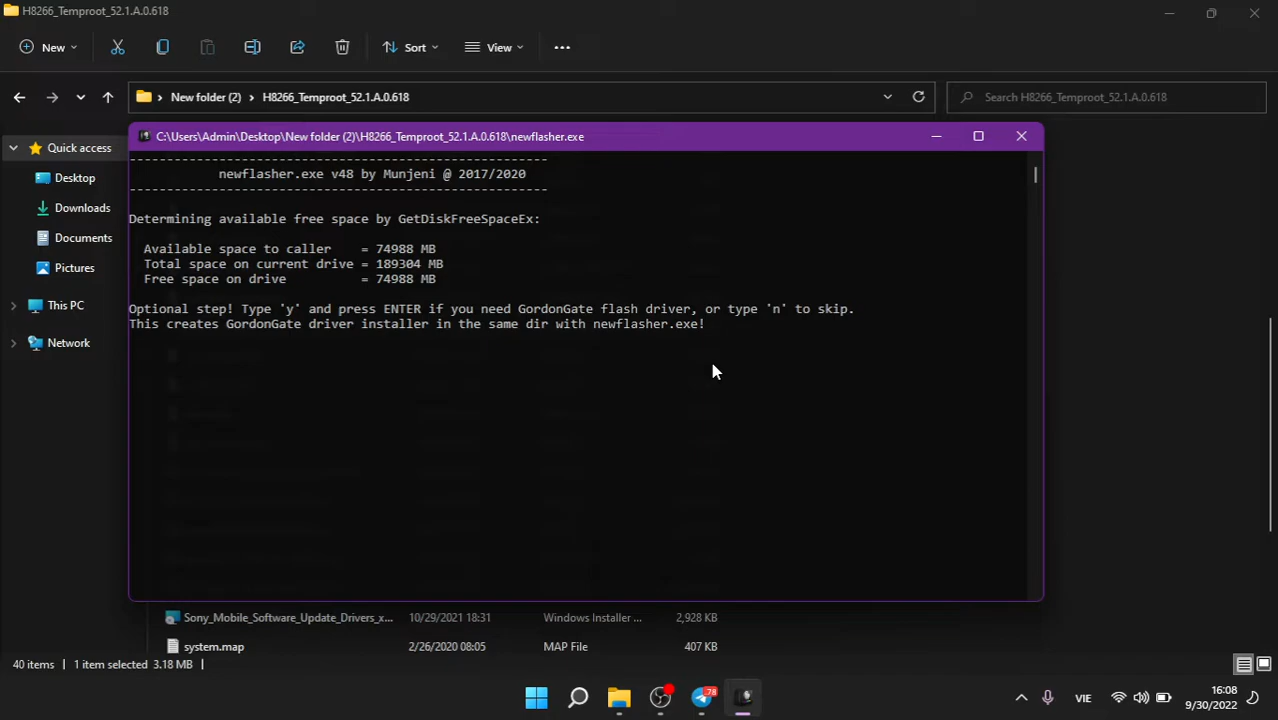 H8266_Temproot_52.1.A.0.618
New
Sort
View
New folder (2)
H8266_Temproot_52.1.A.0.618
Search H8266_Temproot_52.1.A.0.618
Quick access
Desktop
Downloads
Documents
Pictures
This PC
Network
C:\Users\Admin\Desktop\New folder (2)\H8266_Temproot_52.1.A.0.618\newflasher.exe
--------------------------------------------------------
newflasher.exe v48 by Munjeni @ 2017/2020
--------------------------------------------------------
Determining available free space by GetDiskFreeSpaceEx:
Available space to caller = 74988 MB
Total space on current drive = 189304 MB
Free space on drive = 74988 MB
Optional step! Type 'y' and press ENTER if you need GordonGate flash driver, or type 'n' to skip.
This creates GordonGate driver installer in the same dir with newflasher.exe!
Sony_Mobile_Software_Update_Drivers_x... 10/29/2021 18:31 Windows Installer ... 2,928 KB
system.map 2/26/2020 08:05 MAP File 407 KB
40 items 1 item selected 3.18 MB
78
VIE
16:08
9/30/2022